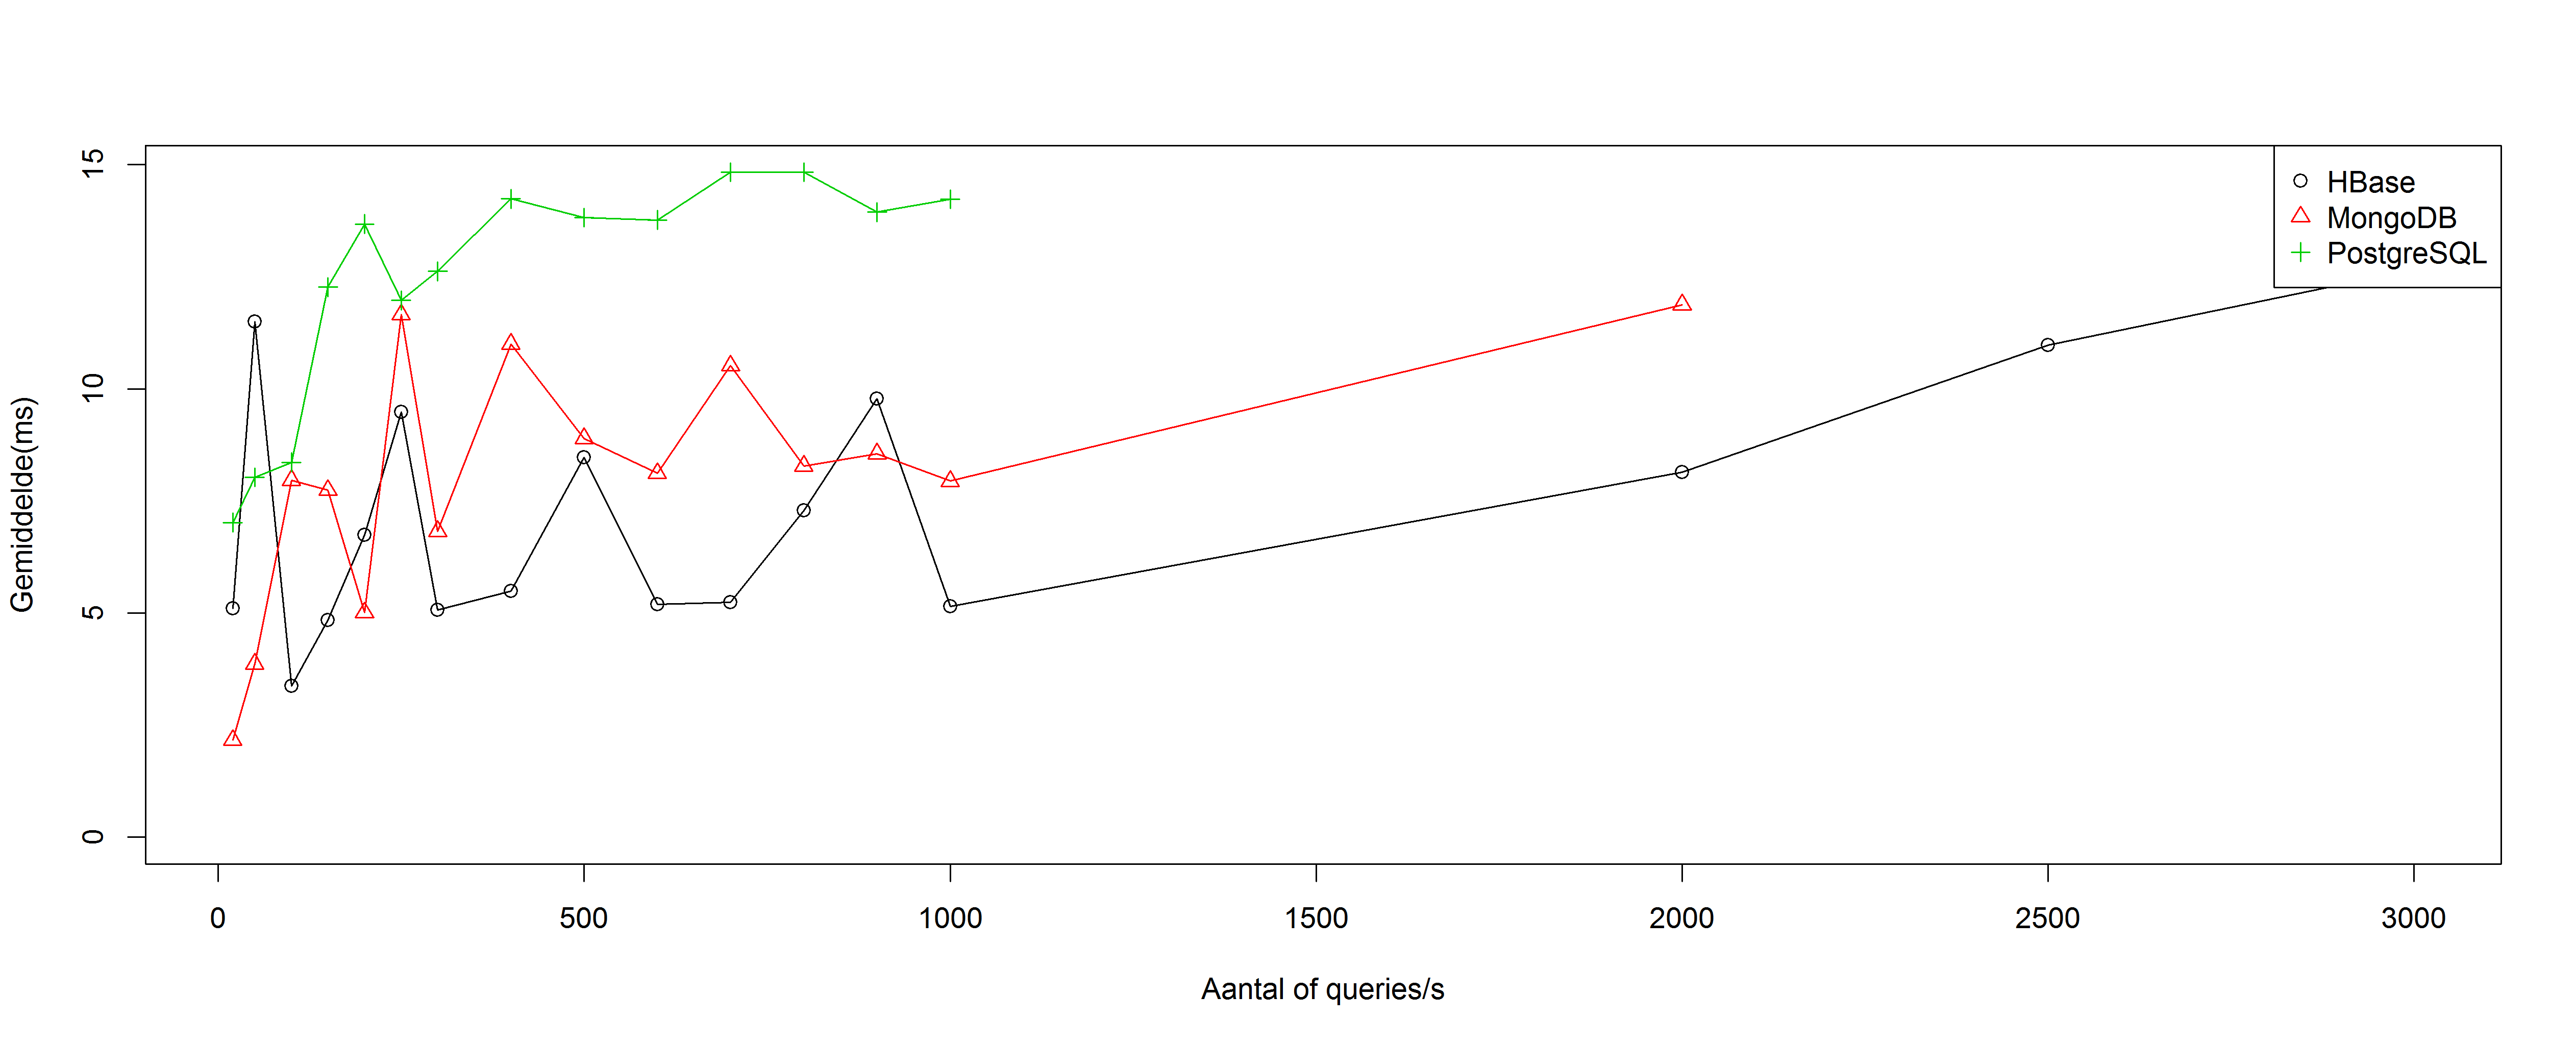 Gemiddelde(ms)
15
10
5
0
HBase
MongoDB
PostgreSQL
0 500 1000 1500 2000 2500 3000
Aantal of queries/s